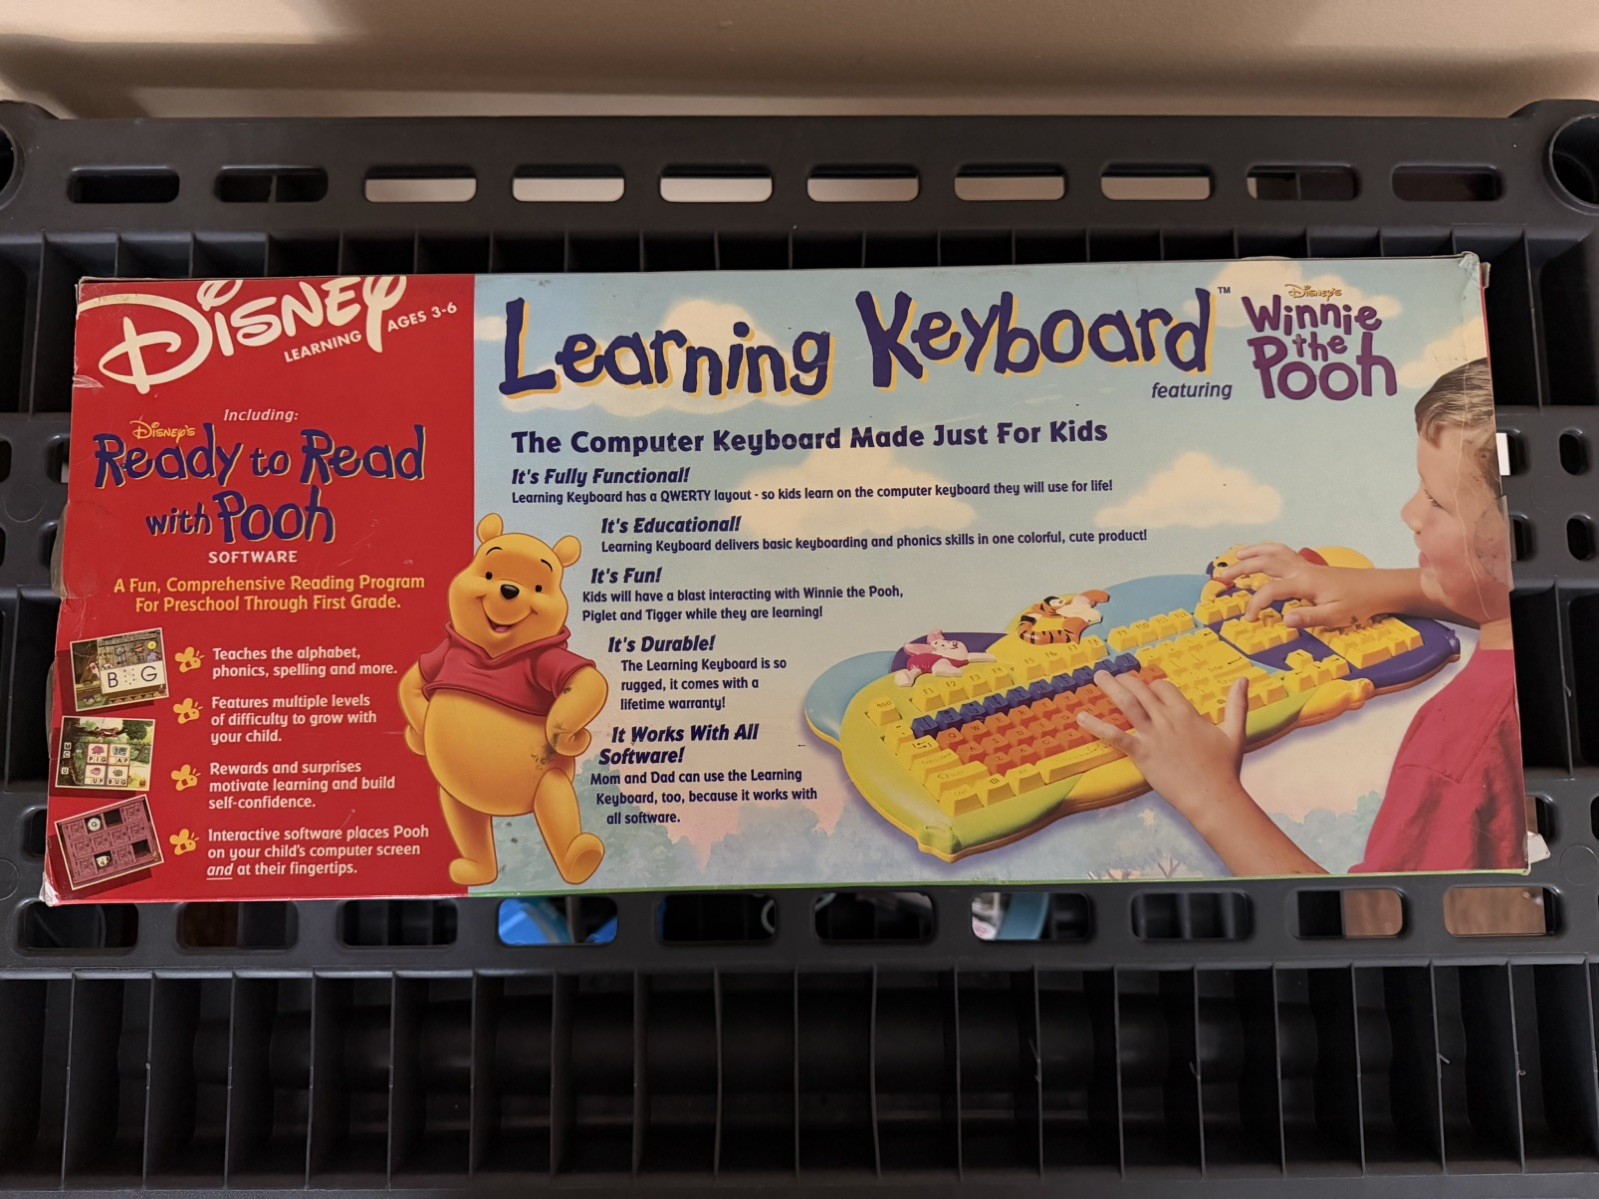 Disney
LEARNING
AGES 3-6
Including:
Disney's
Ready to Read
with Pooh
SOFTWARE
A Fun, Comprehensive Reading Program
For Preschool Through First Grade.
B G
Teaches the alphabet,
phonics, spelling and more.
Features multiple levels
of difficulty to grow with
your child.
Rewards and surprises
motivate learning and build
self-confidence.
Interactive software places Pooh
on your child's computer screen
and at their fingertips.
Learning Keyboard™
featuring
Disney's
Winnie
the
Pooh
The Computer Keyboard Made Just For Kids
It's Fully Functional!
Learning Keyboard has a QWERTY layout - so kids learn on the computer keyboard they will use for life!
It's Educational!
Learning Keyboard delivers basic keyboarding and phonics skills in one colorful, cute product!
It's Fun!
Kids will have a blast interacting with Winnie the Pooh,
Piglet and Tigger while they are learning!
It's Durable!
The Learning Keyboard is so
rugged, it comes with a
lifetime warranty!
It Works With All
Software!
Mom and Dad can use the Learning
Keyboard, too, because it works with
all software.